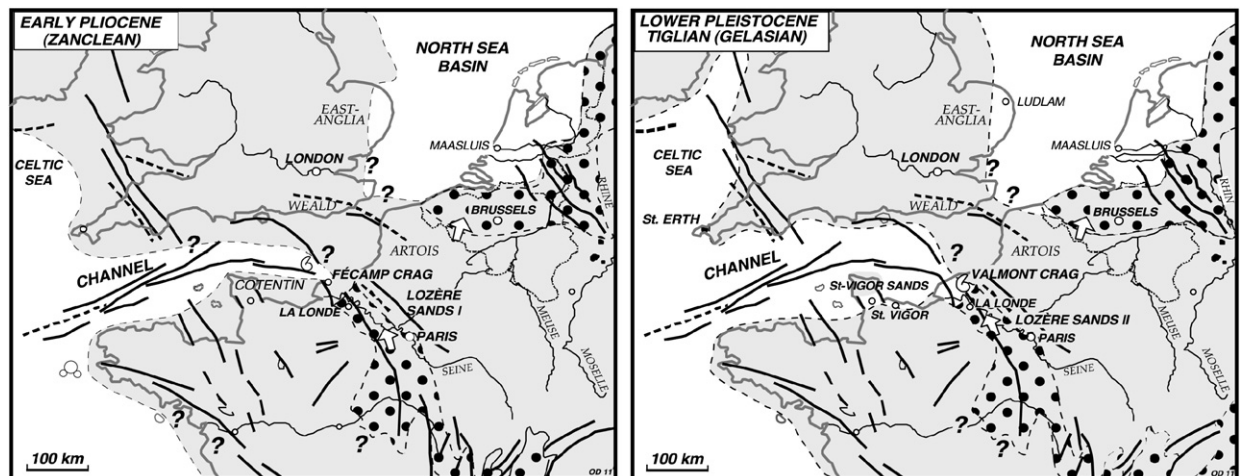 EARLY PLIOCENE
(ZANCLEAN)
NORTH SEA
BASIN
EAST-
ANGLIA
MAASLUIS
LONDON
?
CELTIC
SEA
RHINE
?
WEALD
BRUSSELS
ARTOIS
?
?
CHANNEL
FÉCAMP CRAG
COTENTIN
LOZÈRE
SANDS I
LA LONDE
PARIS
MEUSE
SEINE
MOSELLE
?
?
?
100 km
OD 11
LOWER PLEISTOCENE
TIGLIAN (GELASIAN)
NORTH SEA
BASIN
EAST-
ANGLIA
LUDLAM
MAASLUIS
LONDON
?
CELTIC
SEA
RHIN
?
WEALD
St. ERTH
BRUSSELS
ARTOIS
?
CHANNEL
VALMONT CRAG
St-VIGOR SANDS
LA LONDE
St. VIGOR
LOZÈRE SANDS II
PARIS
MEUSE
SEINE
MOSELLE
?
?
100 km
OD 11